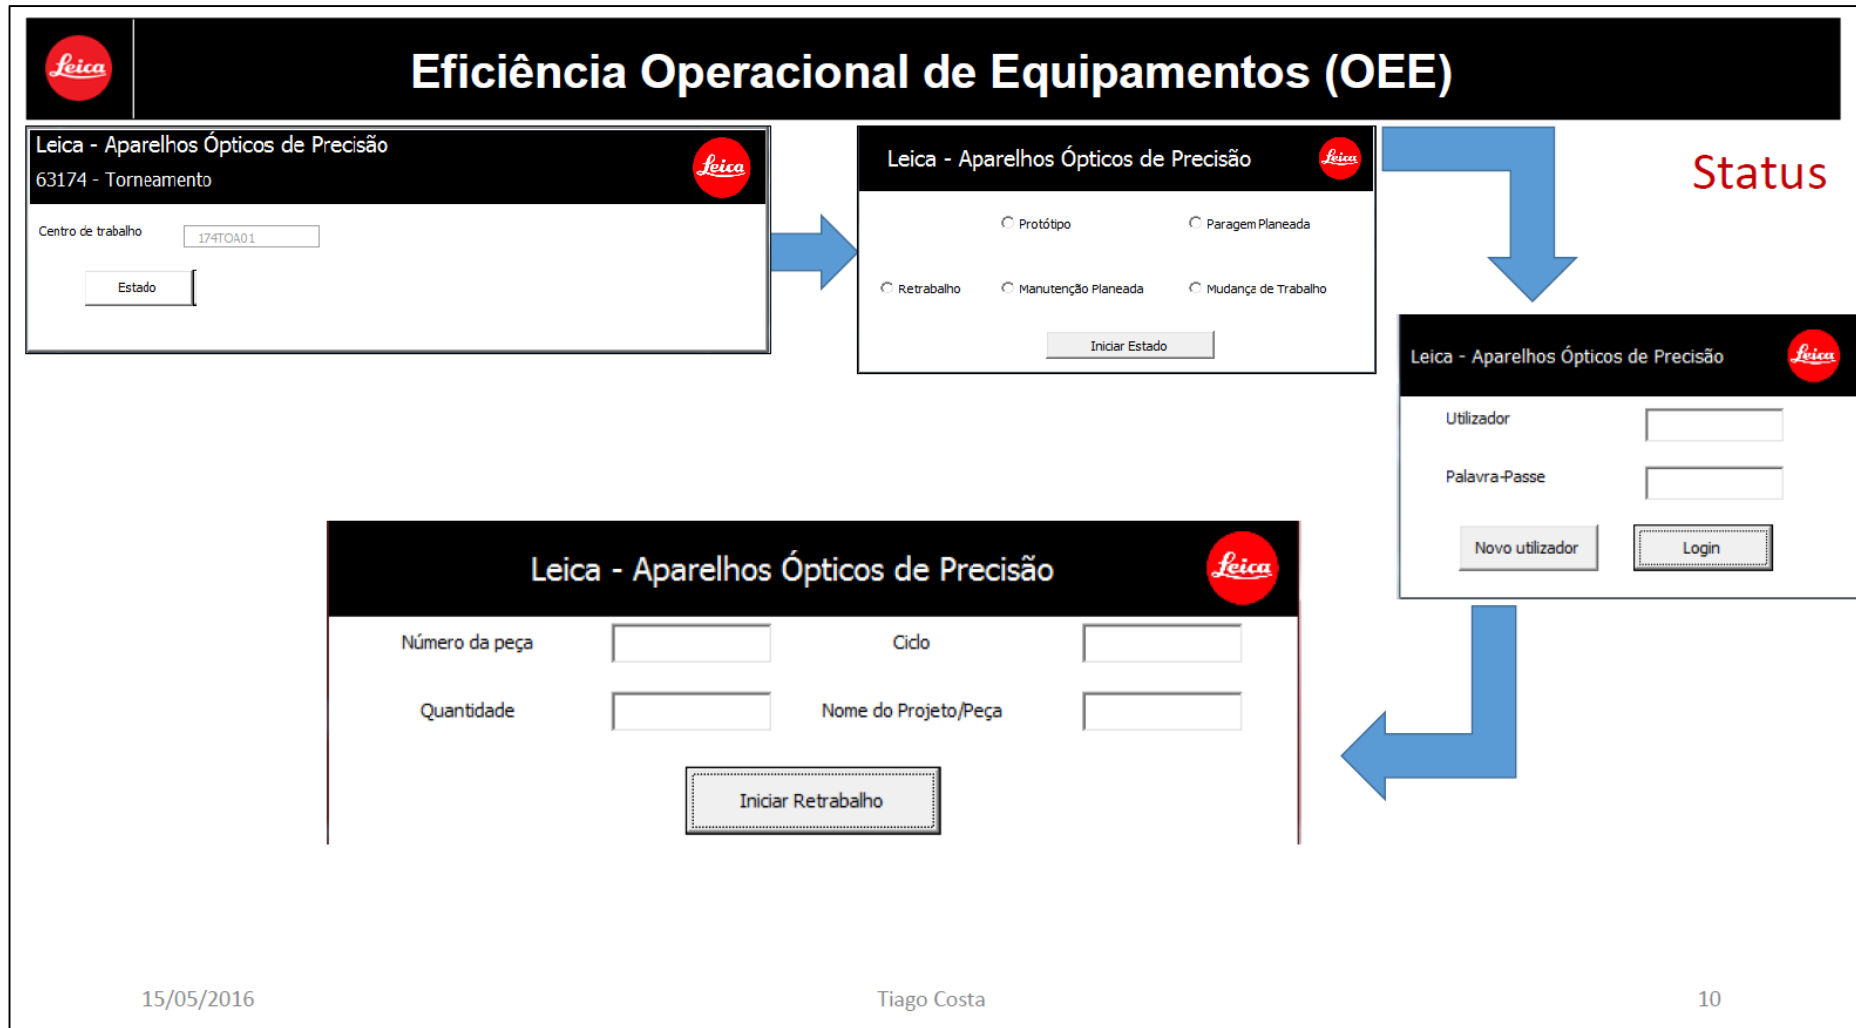 Leica
Eficiência Operacional de Equipamentos (OEE)
Leica - Aparelhos Ópticos de Precisão
63174 - Torneamento
Leica
Centro de trabalho
174TOA01
Estado
Leica - Aparelhos Ópticos de Precisão
Leica
Protótipo
Paragem Planeada
Retrabalho
Manutenção Planeada
Mudança de Trabalho
Iniciar Estado
Status
Leica - Aparelhos Ópticos de Precisão
Leica
Utilizador
Palavra-Passe
Novo utilizador
Login
Leica - Aparelhos Ópticos de Precisão
Leica
Número da peça
Ciclo
Quantidade
Nome do Projeto/Peça
Iniciar Retrabalho
15/05/2016
Tiago Costa
10